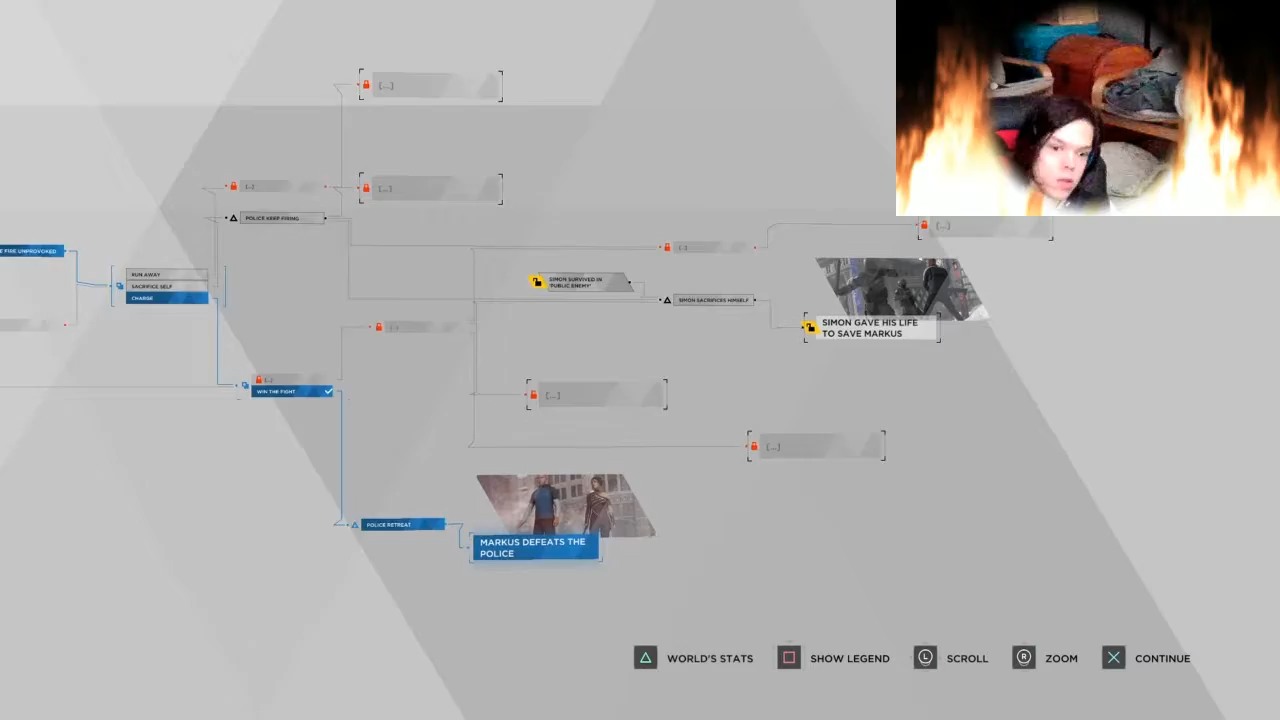 [...]
[...]
[...]
POLICE KEEP FIRING
[...]
E FIRE UNPROVOKED
[...]
RUN AWAY
SACRIFICE SELF
CHARGE
SIMON SURVIVED IN
'PUBLIC ENEMY'
SIMON SACRIFICES HIMSELF
SIMON GAVE HIS LIFE
TO SAVE MARKUS
[...]
[...]
WIN THE FIGHT
[...]
[...]
POLICE RETREAT
MARKUS DEFEATS THE
POLICE
WORLD'S STATS
SHOW LEGEND
L
SCROLL
R
ZOOM
CONTINUE